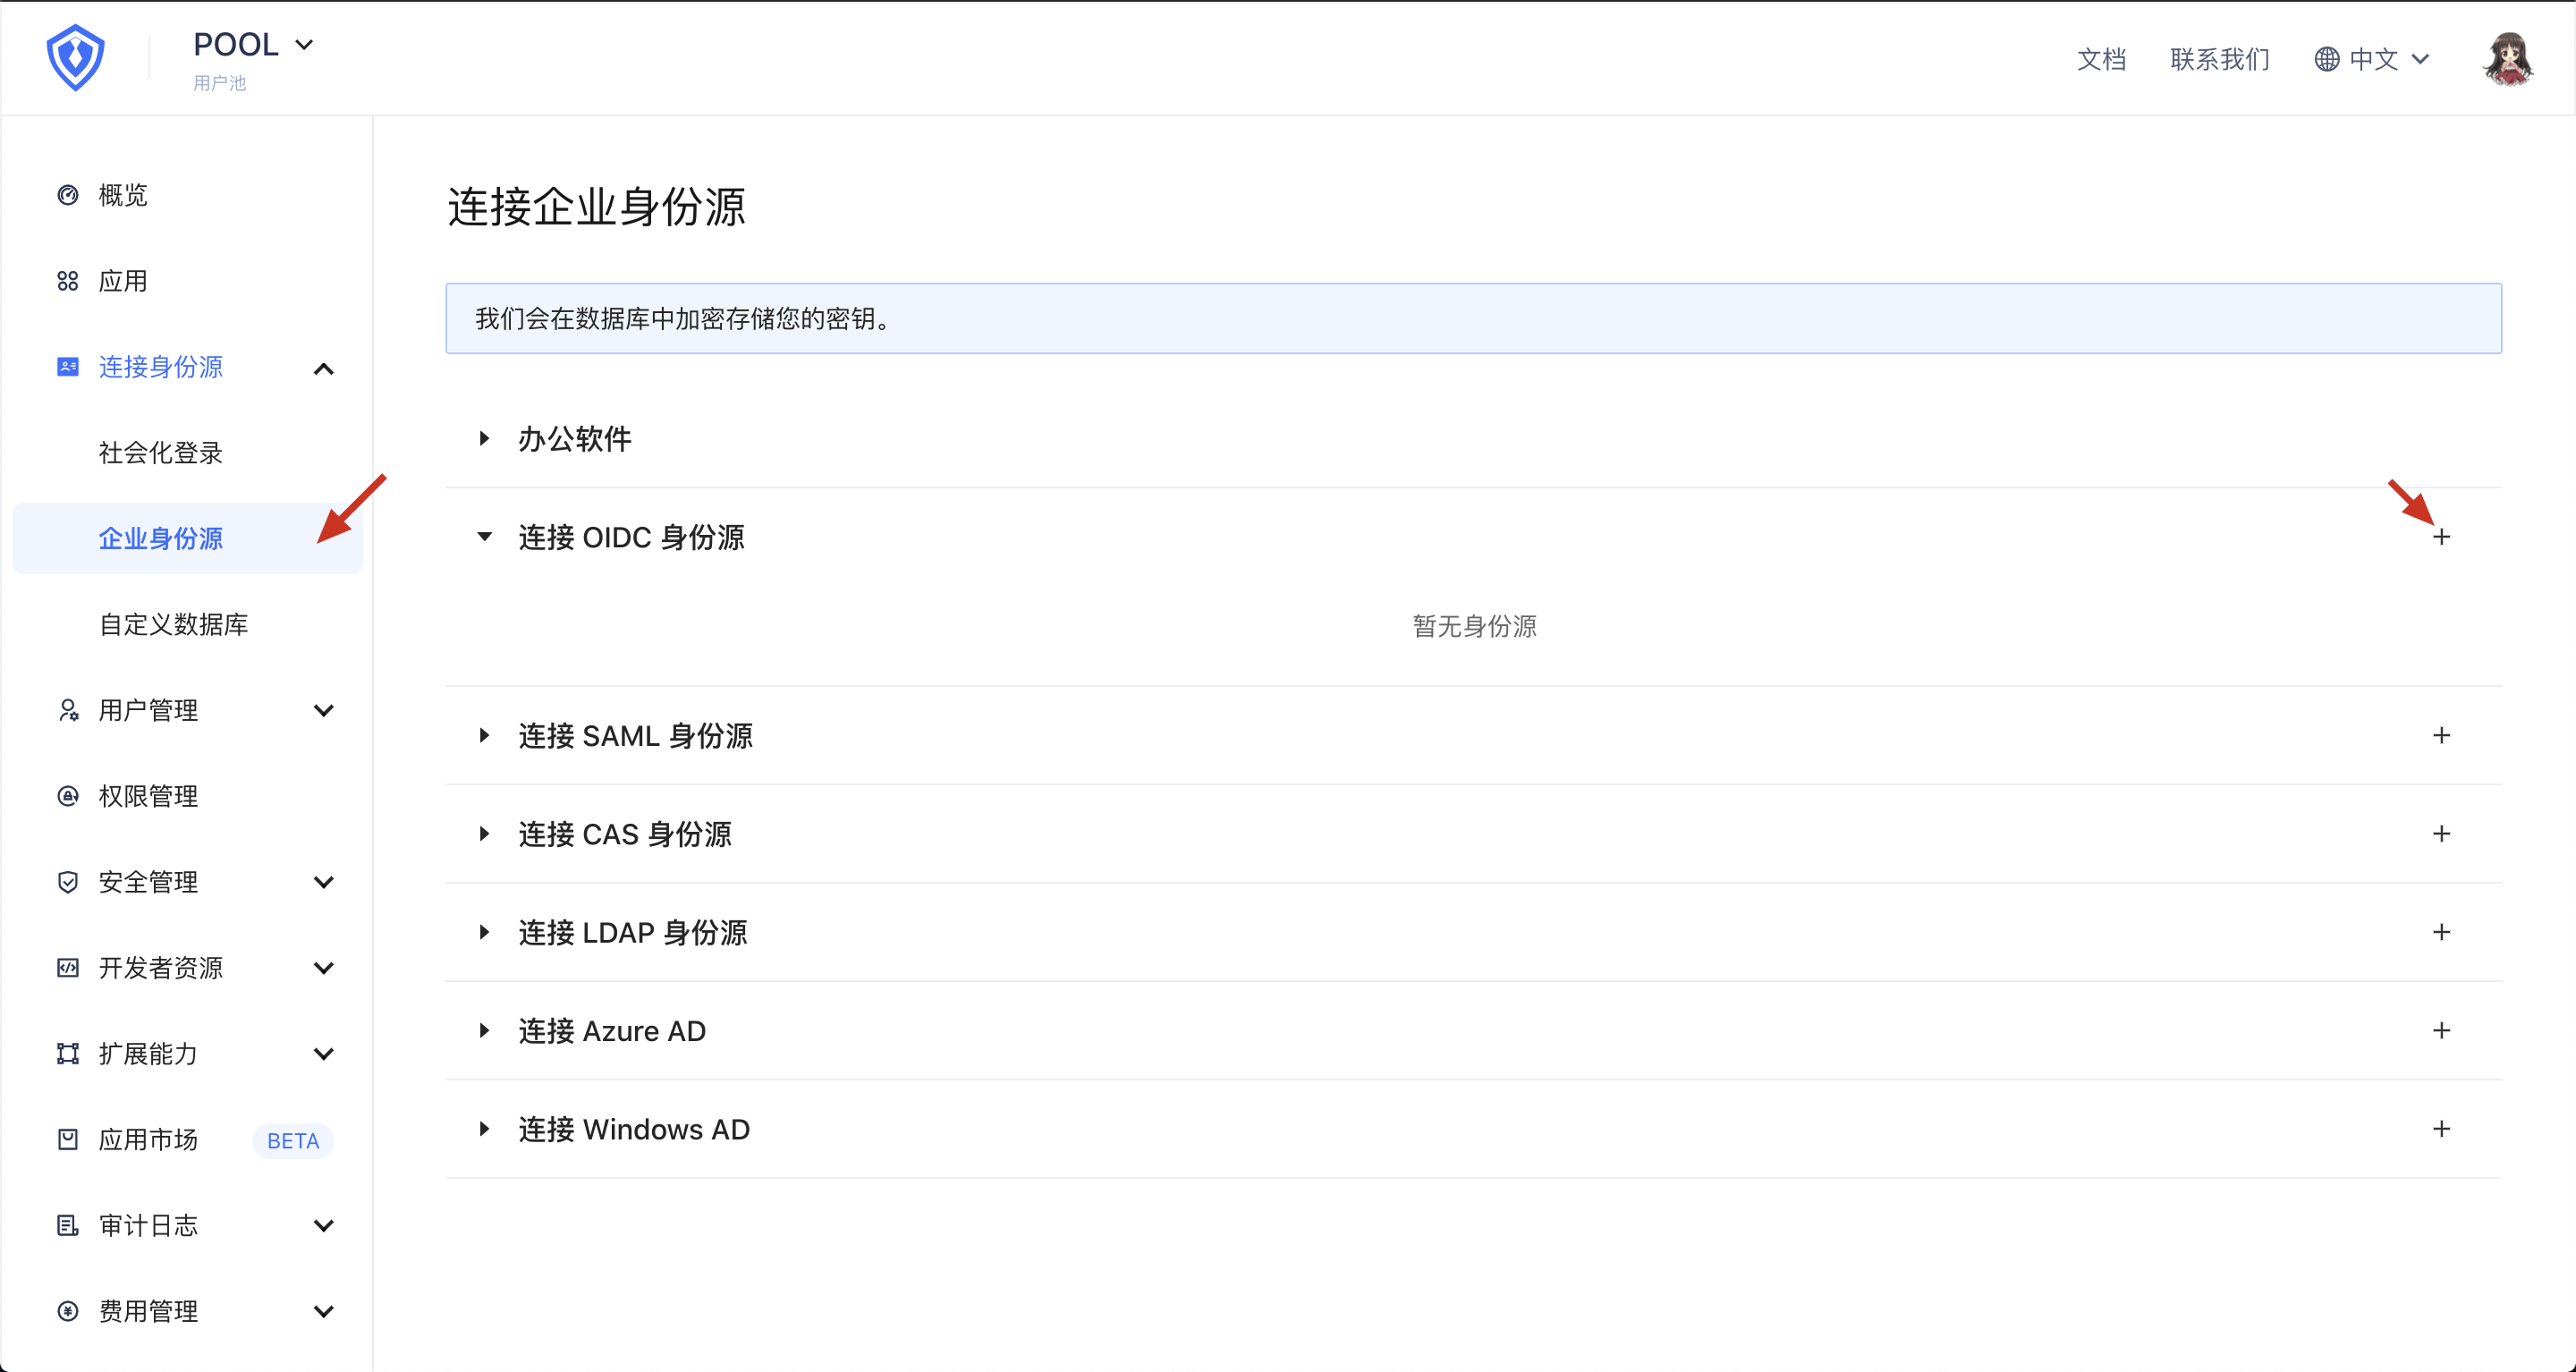 POOL
用户池
文档
联系我们
中文
概览
应用
连接身份源
社会化登录
企业身份源
自定义数据库
用户管理
权限管理
安全管理
开发者资源
扩展能力
应用市场 BETA
审计日志
费用管理
连接企业身份源
我们会在数据库中加密存储您的密钥。
办公软件
连接 OIDC 身份源
暂无身份源
连接 SAML 身份源
连接 CAS 身份源
连接 LDAP 身份源
连接 Azure AD
连接 Windows AD